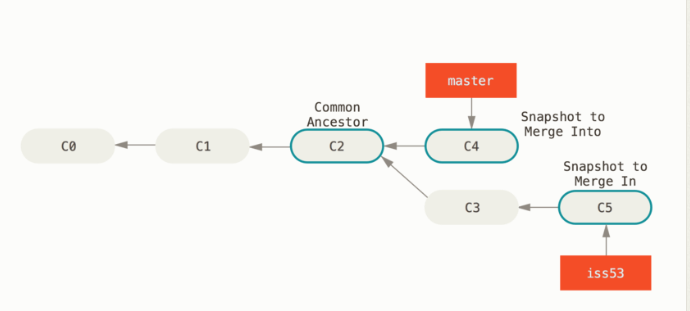 master
Common
Ancestor
Snapshot to
Merge Into
C0
C1
C2
C4
Snapshot to
Merge In
C3
C5
iss53